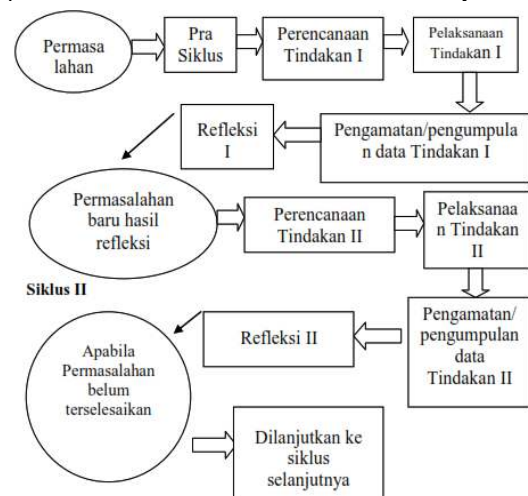 Permasa
lahan
Pra
Siklus
Perencanaan
Tindakan I
Pelaksanaan
Tindakan I
Refleksi
I
Pengamatan/pengumpula
n data Tindakan I
Permasalahan
baru hasil
refleksi
Perencanaan
Tindakan II
Pelaksanaa
n Tindakan
II
Siklus II
Apabila
Permasalahan
belum
terselesaikan
Refleksi II
Pengamatan/
pengumpulan
data
Tindakan II
Dilanjutkan ke
siklus
selanjutnya